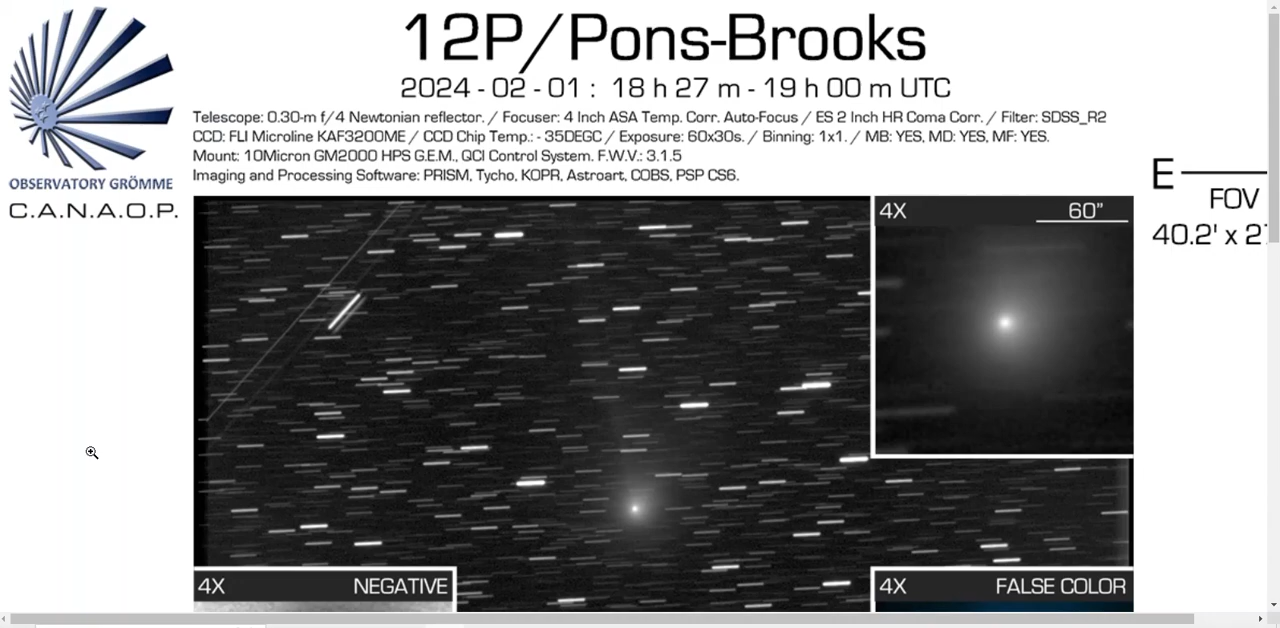 12P/Pons-Brooks
2024 - 02 - 01 : 18 h 27 m - 19 h 00 m UTC
Telescope: 0.30-m f/4 Newtonian reflector. / Focuser: 4 Inch ASA Temp. Corr. Auto-Focus / ES 2 Inch HR Coma Corr. / Filter: SDSS_R2
CCD: FLI Microline KAF3200ME / CCD Chip Temp.: - 35DEGC / Exposure: 60x30s. / Binning: 1x1. / MB: YES, MD: YES, MF: YES.
Mount: 10Micron GM2000 HPS G.E.M., QCI Control System. F.W.V.: 3.1.5
Imaging and Processing Software: PRISM, Tycho, KOPR, Astroart, COBS, PSP CS6.
OBSERVATORY GRÖMME
C.A.N.A.O.P.
E
FOV
40.2' x 2
4X 60"
4X NEGATIVE
4X FALSE COLOR